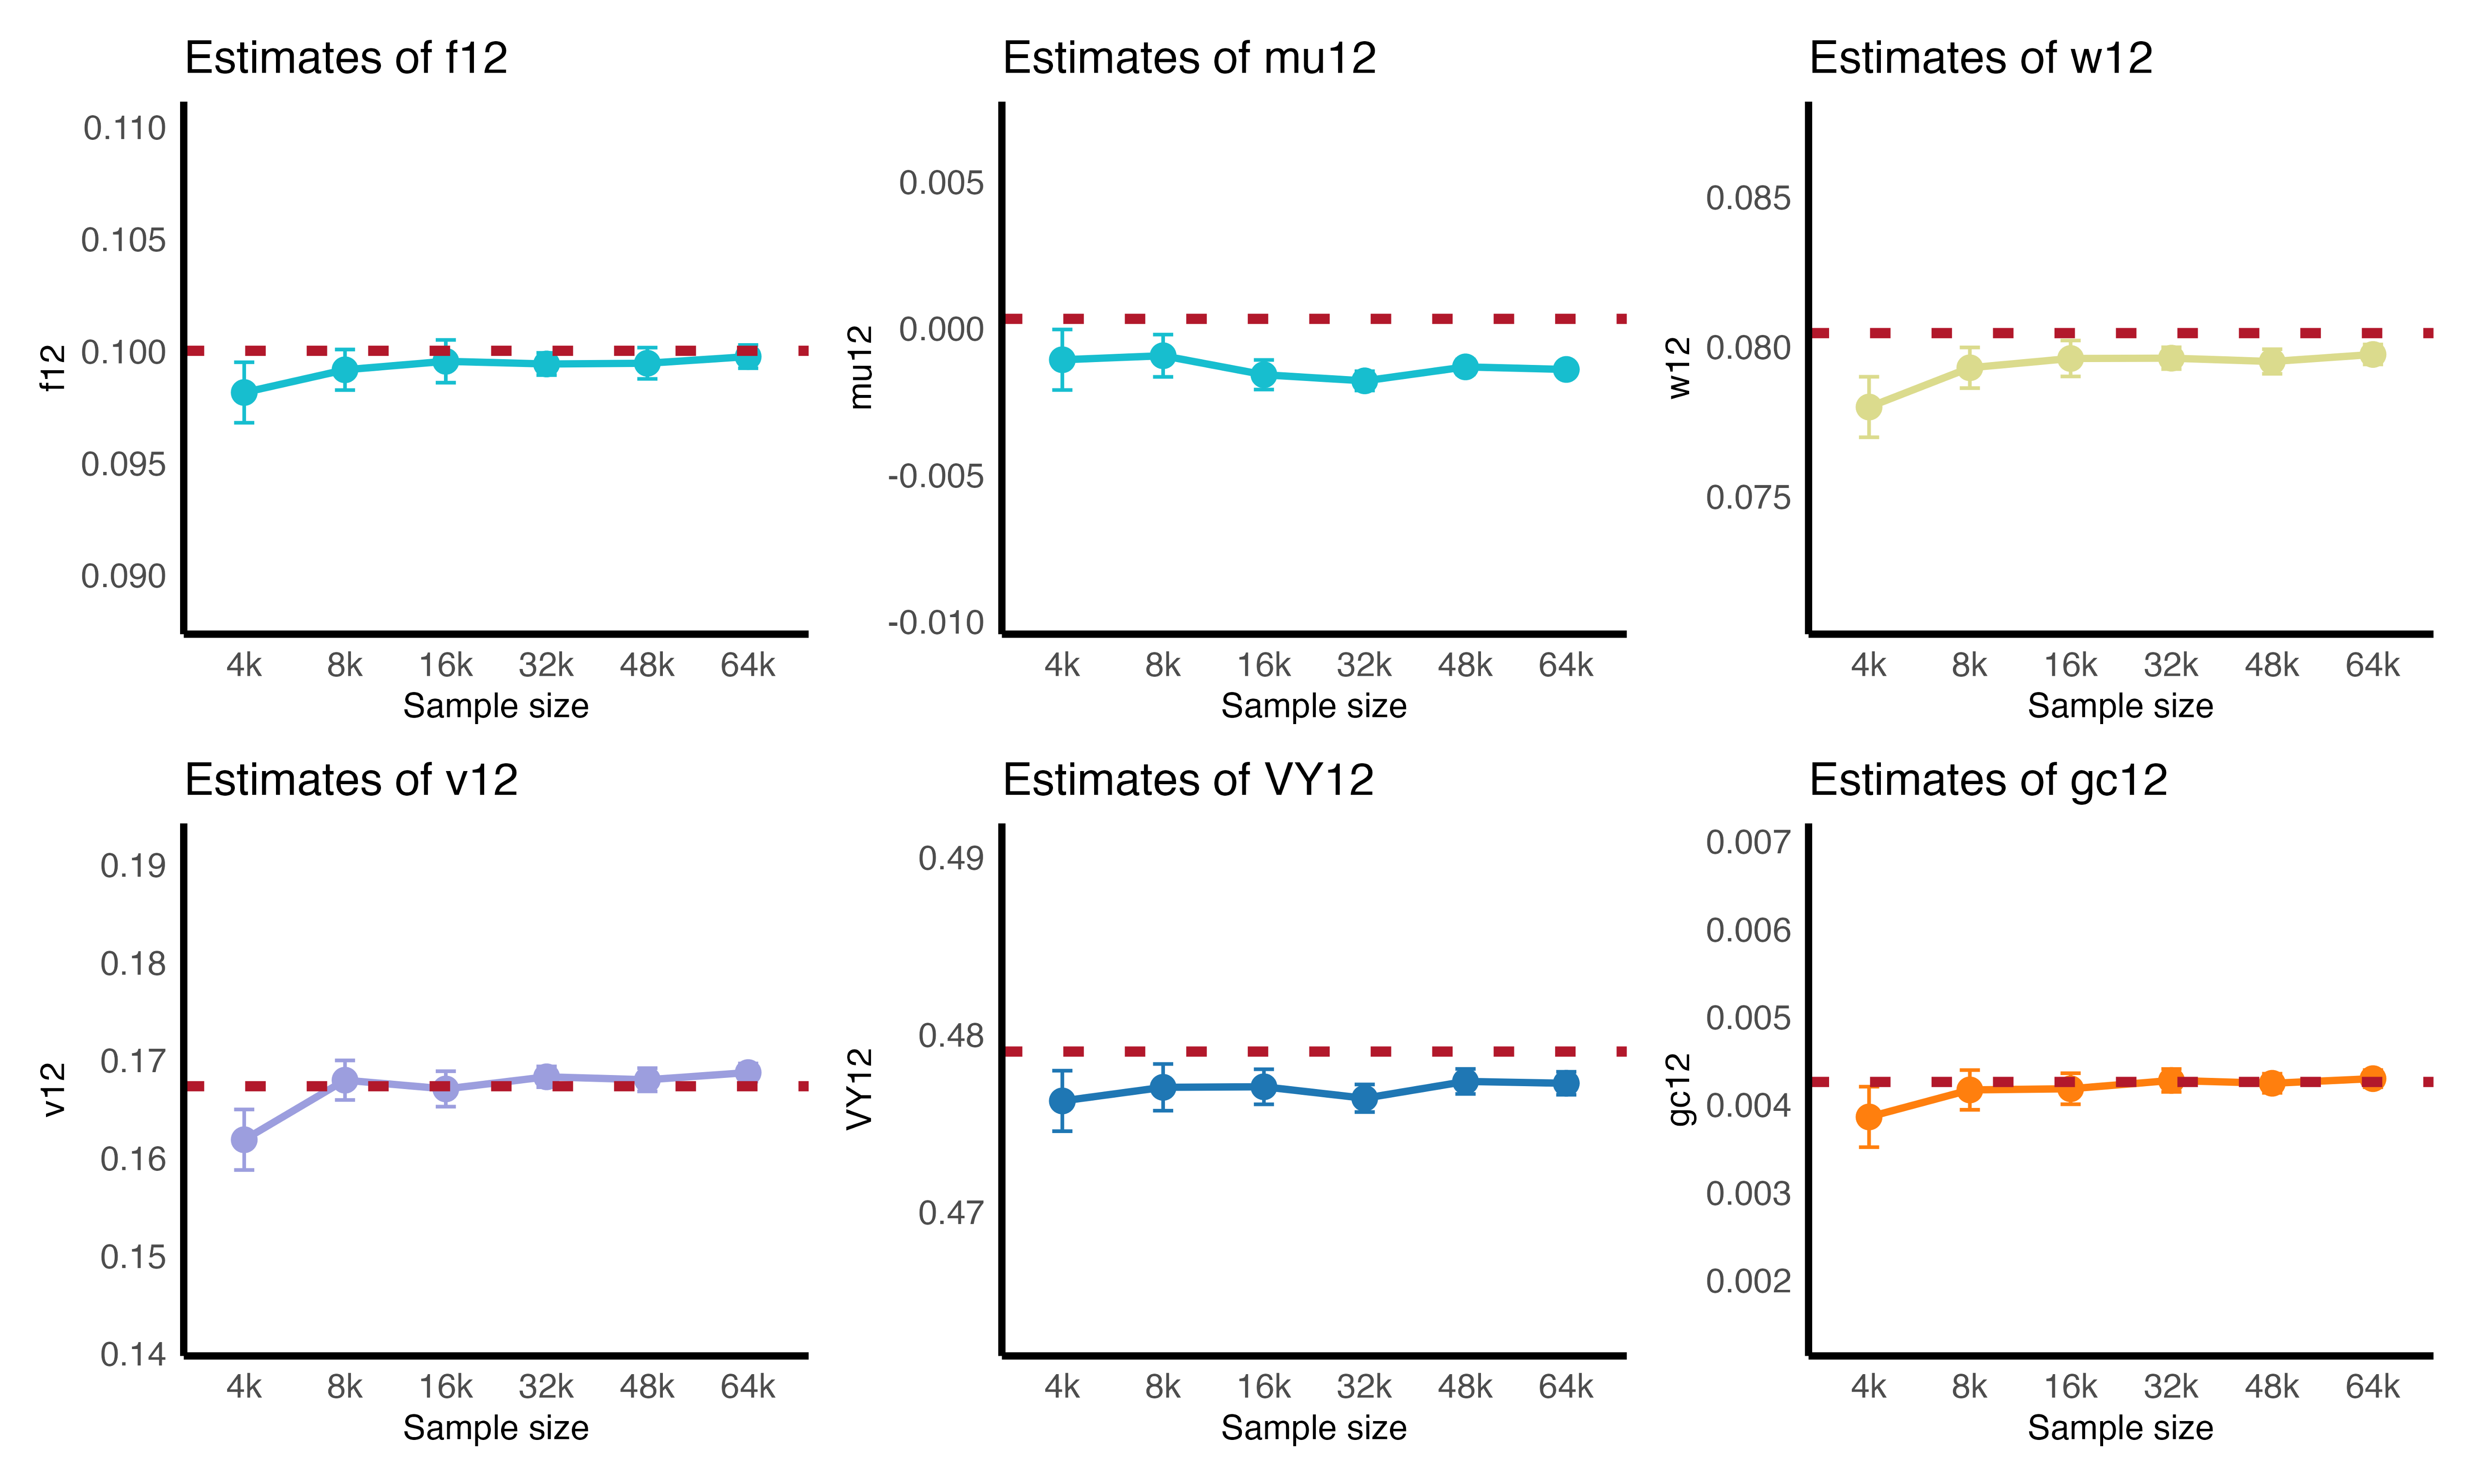 Estimates of f12
f12
0.110
0.105
0.100
0.095
0.090
4k 8k 16k 32k 48k 64k
Sample size
Estimates of mu12
mu12
0.005
0.000
-0.005
-0.010
4k 8k 16k 32k 48k 64k
Sample size
Estimates of w12
w12
0.085
0.080
0.075
4k 8k 16k 32k 48k 64k
Sample size
Estimates of v12
v12
0.19
0.18
0.17
0.16
0.15
0.14
4k 8k 16k 32k 48k 64k
Sample size
Estimates of VY12
VY12
0.49
0.48
0.47
4k 8k 16k 32k 48k 64k
Sample size
Estimates of gc12
gc12
0.007
0.006
0.005
0.004
0.003
0.002
4k 8k 16k 32k 48k 64k
Sample size